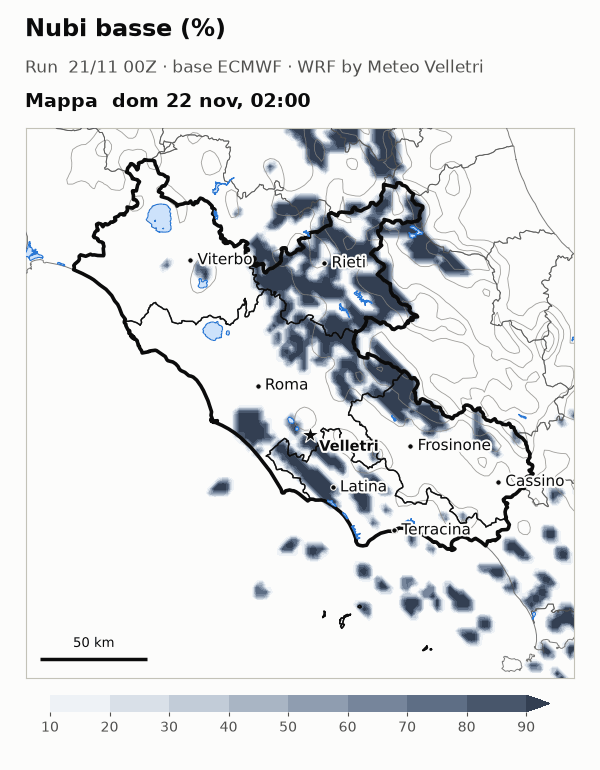 Nubi basse (%)
Run  21/11 00Z · base ECMWF · WRF by Meteo Velletri
Mappa  dom 22 nov, 02:00
Viterbo
Rieti
Roma
Velletri
Frosinone
Latina
Cassino
Terracina
50 km
10 20 30 40 50 60 70 80 90